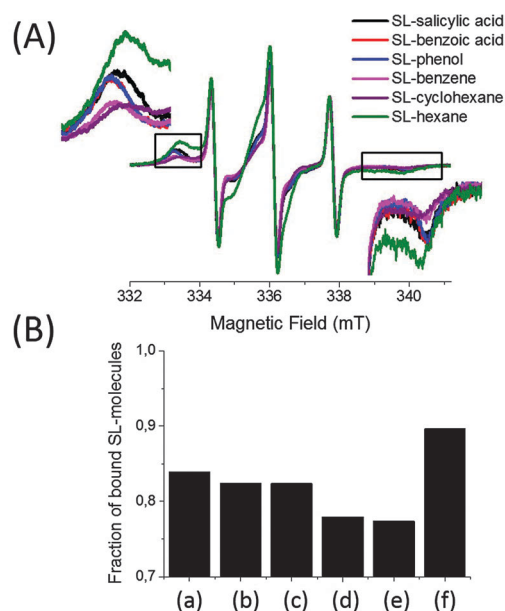 (A)
SL-salicylic acid
SL-benzoic acid
SL-phenol
SL-benzene
SL-cyclohexane
SL-hexane
332 334 336 338 340
Magnetic Field (mT)
(B)
Fraction of bound SL-molecules
1,0
0,9
0,8
0,7
(a) (b) (c) (d) (e) (f)